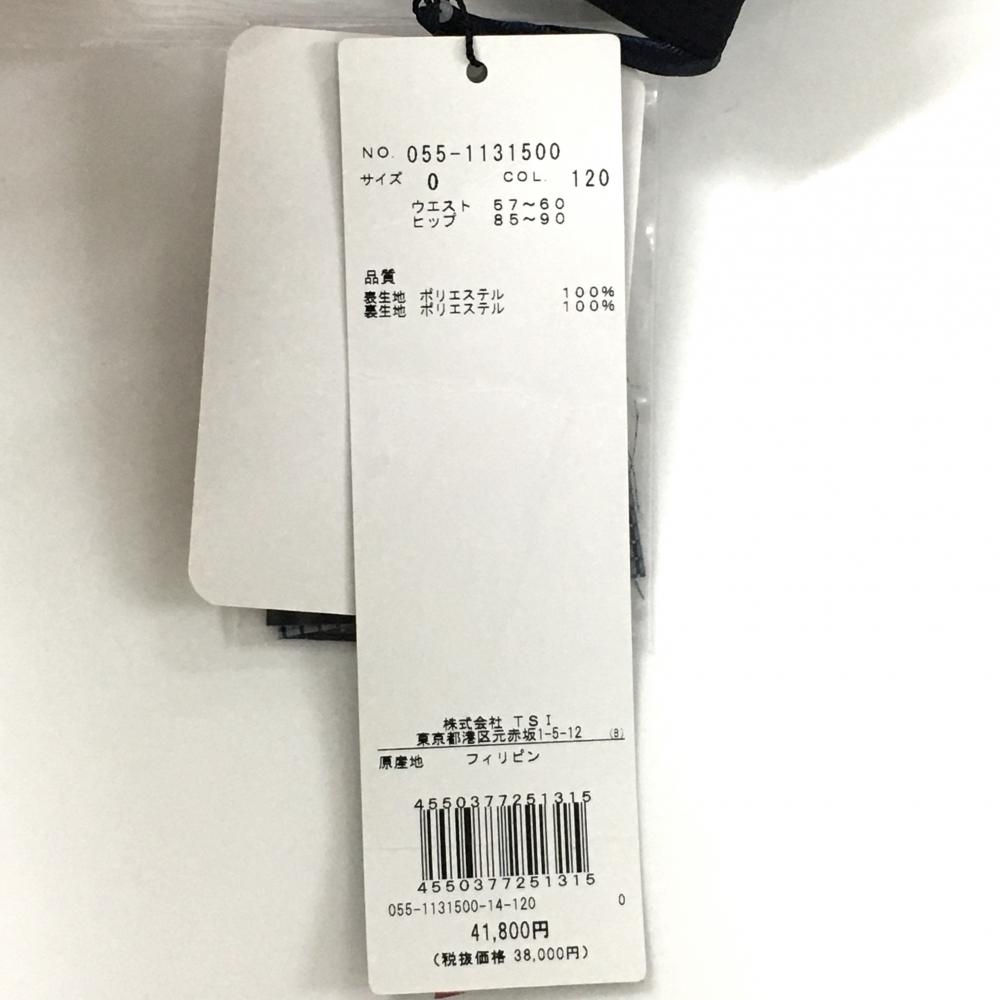 NO. 055-1131500
サイズ 0 COL. 120
ウエスト 57～60
ヒップ 85～90
品質
表生地 ポリエステル 100%
裏生地 ポリエステル 100%
株式会社 TSI
東京都港区元赤坂1-5-12 (B)
原産地 フィリピン
4550377251315
4550377251315
055-1131500-14-120 0
41,800円
(税抜価格 38,000円)